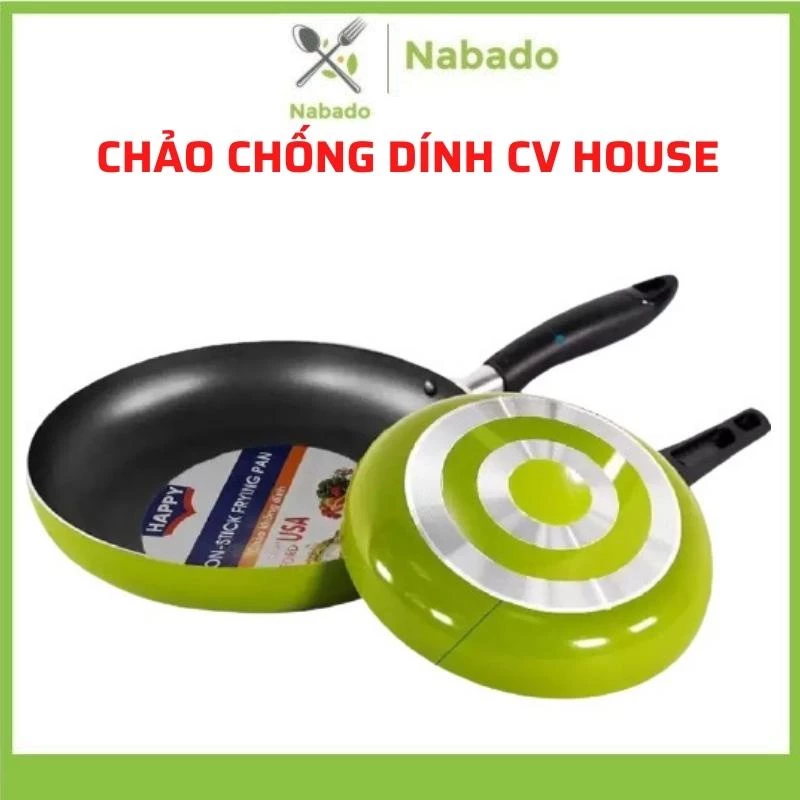 Nabado
Nabado
CHẢO CHỐNG DÍNH CV HOUSE
HAPPY
ON-STICK FRYING PAN
USA